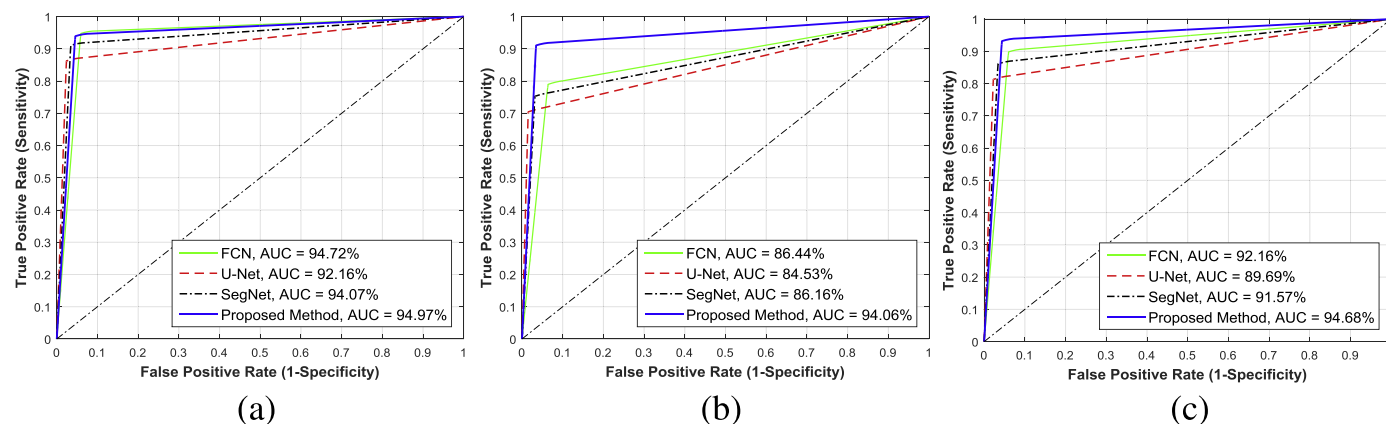 1
0.9
0.8
0.7
0.6
0.5
0.4
0.3
0.2
0.1
0
True Positive Rate (Sensitivity)
FCN, AUC = 94.72%
U-Net, AUC = 92.16%
SegNet, AUC = 94.07%
Proposed Method, AUC = 94.97%
0 0.1 0.2 0.3 0.4 0.5 0.6 0.7 0.8 0.9 1
False Positive Rate (1-Specificity)
(a)
1
0.9
0.8
0.7
0.6
0.5
0.4
0.3
0.2
0.1
0
True Positive Rate (Sensitivity)
FCN, AUC = 86.44%
U-Net, AUC = 84.53%
SegNet, AUC = 86.16%
Proposed Method, AUC = 94.06%
0 0.1 0.2 0.3 0.4 0.5 0.6 0.7 0.8 0.9 1
False Positive Rate (1-Specificity)
(b)
1
0.9
0.8
0.7
0.6
0.5
0.4
0.3
0.2
0.1
0
True Positive Rate (Sensitivity)
FCN, AUC = 92.16%
U-Net, AUC = 89.69%
SegNet, AUC = 91.57%
Proposed Method, AUC = 94.68%
0 0.1 0.2 0.3 0.4 0.5 0.6 0.7 0.8 0.9
False Positive Rate (1-Specificity)
(c)